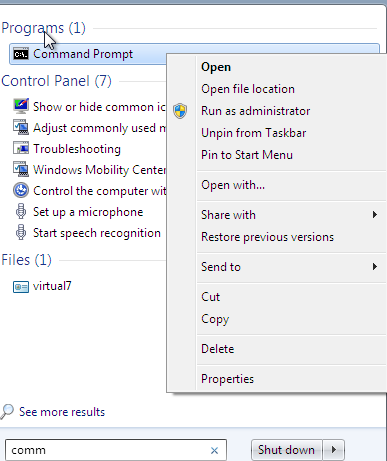 Programs (1)
Command Prompt
Control Panel (7)
Show or hide common ic
Adjust commonly used m
Troubleshooting
Windows Mobility Center
Control the computer wit
Set up a microphone
Start speech recognition
Files (1)
virtual7
See more results
comm
Shut down
Open
Open file location
Run as administrator
Unpin from Taskbar
Pin to Start Menu
Open with...
Share with
Restore previous versions
Send to
Cut
Copy
Delete
Properties